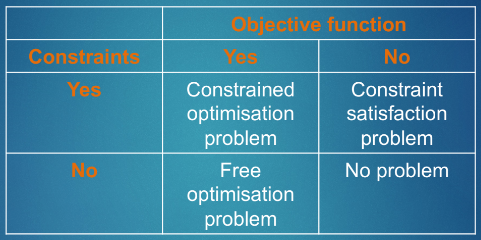 Objective function
Constraints Yes No
Yes Constrained Constraint
optimisation satisfaction
problem problem
No Free No problem
optimisation
problem